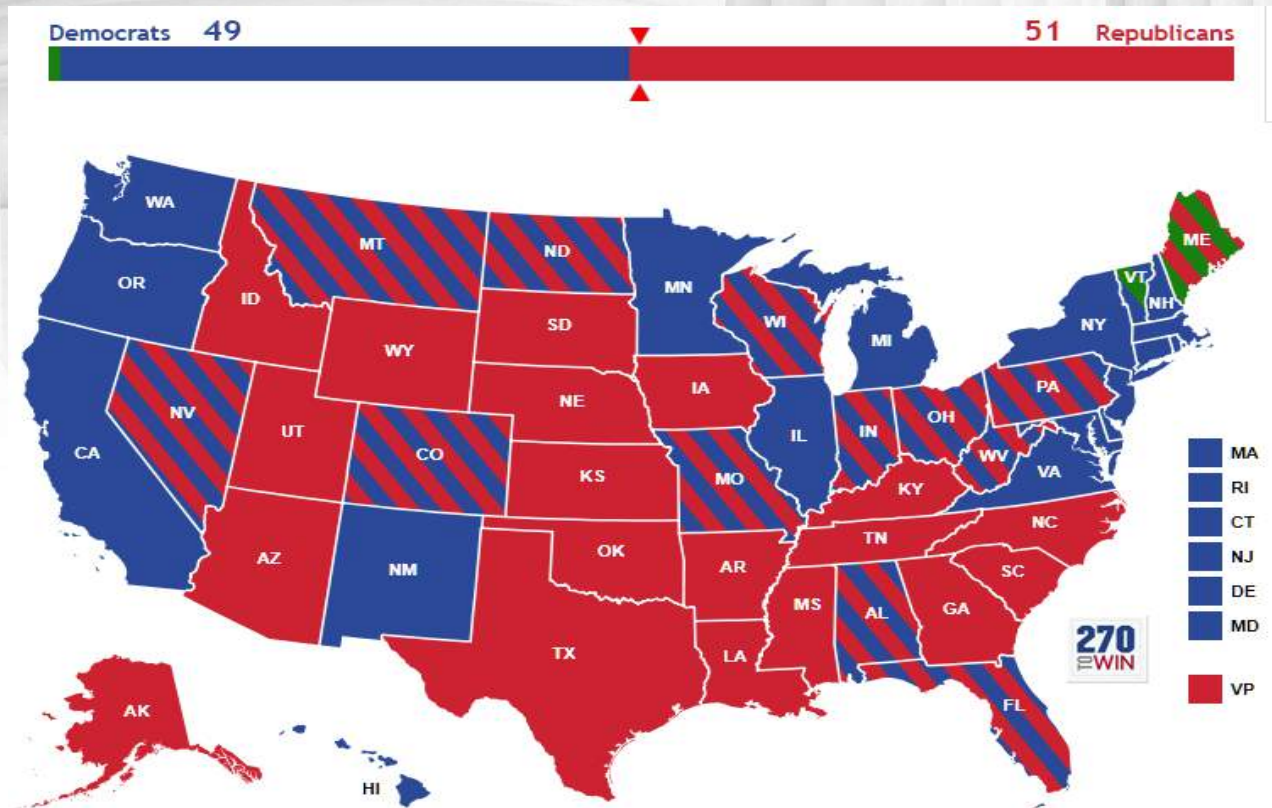 Democrats 49 51 Republicans
WA
MT
ND
ME
OR
ID
MN
VT
NH
SD
WI
NY
WY
MI
IA
PA
NE
NV
UT
IL
IN
OH
CA
CO
KS
MO
WV
VA
KY
MA
RI
NC
TN
CT
AZ
NM
OK
AR
SC
NJ
MS
AL
GA
DE
MD
270
TO WIN
TX
LA
VP
FL
AK
HI